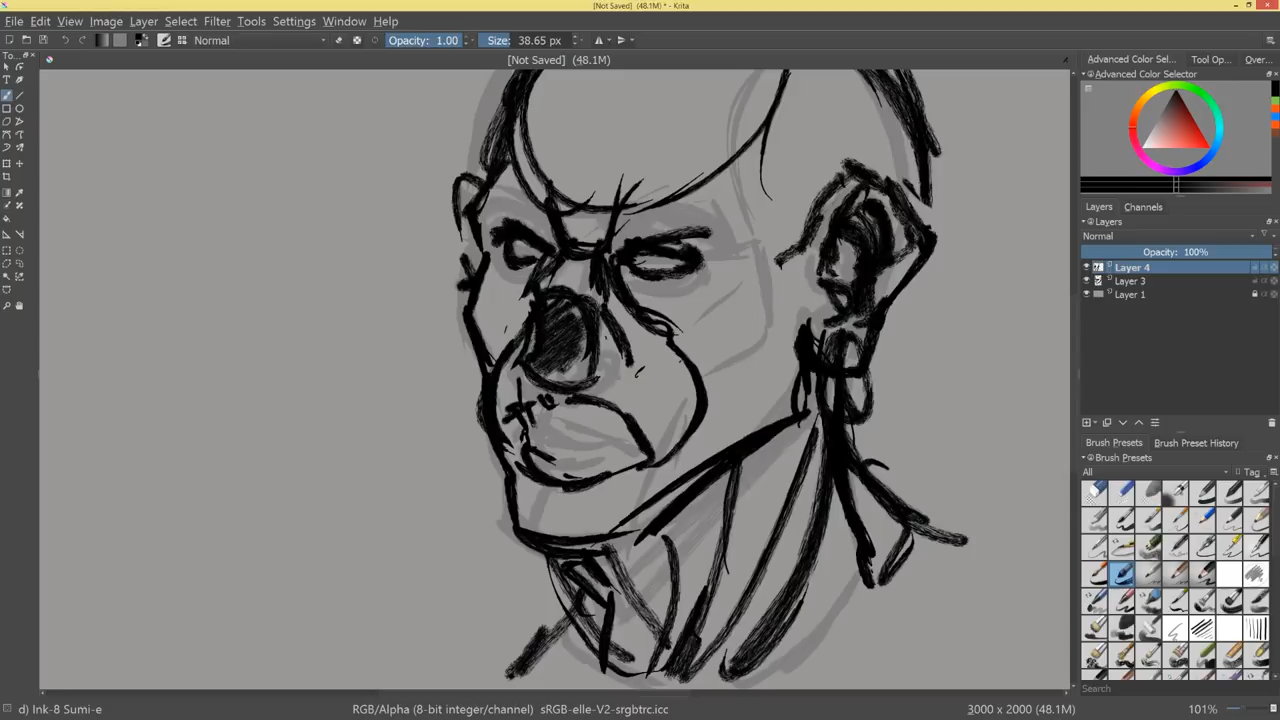 [Not Saved] (48.1M) * - Krita
File Edit View Image Layer Select Filter Tools Settings Window Help
Normal Opacity: 1.00 Size: 38.65 px
[Not Saved] (48.1M)
To...
Advanced Color Sel... Tool Op... Over...
Advanced Color Selector
Layers Channels
Layers
Normal
Opacity: 100%
Layer 4
Layer 3
Layer 1
Brush Presets Brush Preset History
Brush Presets
All Tag
Search
d) Ink-8 Sumi-e RGB/Alpha (8-bit integer/channel) sRGB-elle-V2-srgbtrc.icc 3000 x 2000 (48.1M) 101%